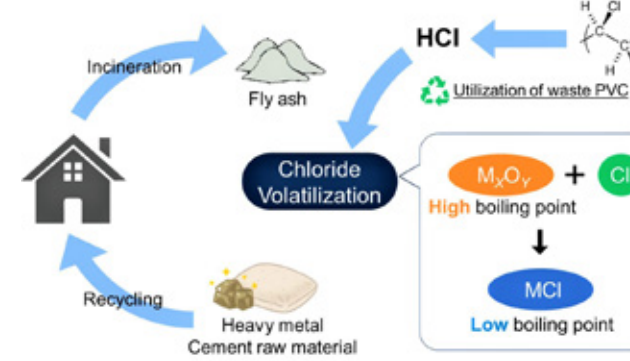 Incineration
Fly ash
HCl
H
Cl
C
C
H
Utilization of waste PVC
Chloride
Volatilization
MXOY + Cl
High boiling point
MCl
Low boiling point
Recycling
Heavy metal
Cement raw material